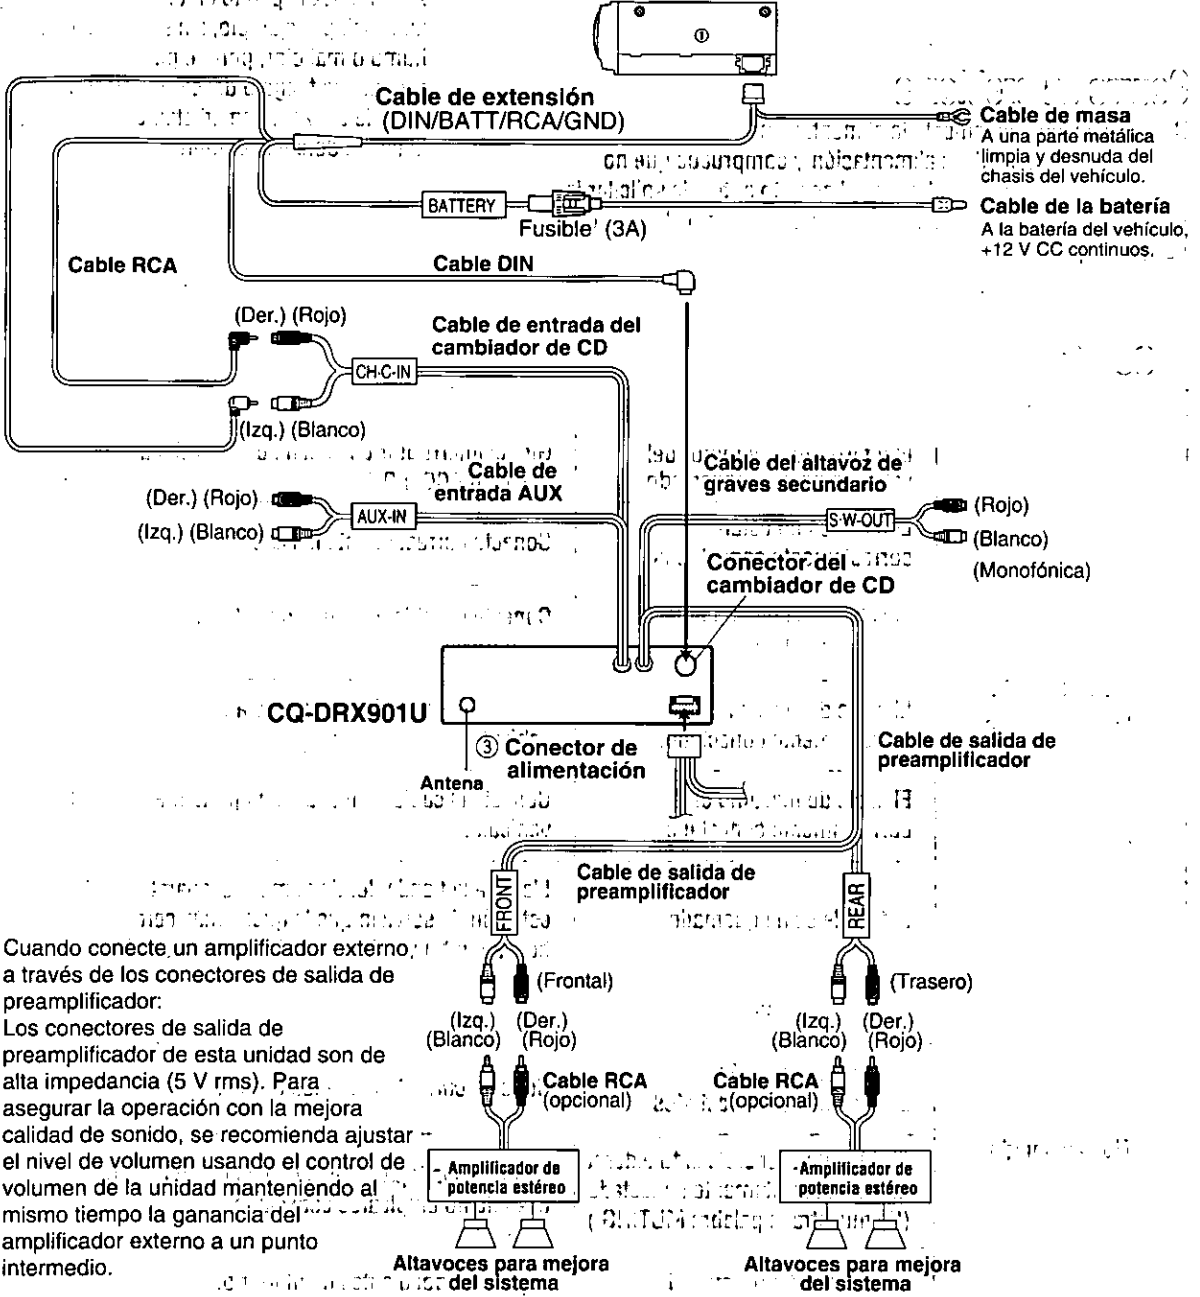 ①
Cable de extensión
(DIN/BATT/RCA/GND)
Cable de masa
A una parte metálica
limpia y desnuda del
chasis del vehículo.
BATTERY
Fusible (3A)
Cable de la batería
A la batería del vehículo,
+12 V CC continuos.
Cable RCA
Cable DIN
(Der.) (Rojo)
Cable de entrada del
cambiador de CD
CH-C-IN
(Izq.) (Blanco)
Cable de
entrada AUX
(Der.) (Rojo)
(Izq.) (Blanco)
AUX-IN
Cable del altavoz de
graves secundario
S·W-OUT
(Rojo)
(Blanco)
(Monofónica)
Conector del
cambiador de CD
CQ-DRX901U
③ Conector de
alimentación
Antena
Cable de salida de
preamplificador
Cable de salida de
preamplificador
FRONT
REAR
Cuando conecte un amplificador externo
a través de los conectores de salida de
preamplificador:
Los conectores de salida de
preamplificador de esta unidad son de
alta impedancia (5 V rms). Para
asegurar la operación con la mejora
calidad de sonido, se recomienda ajustar
el nivel de volumen usando el control de
volumen de la unidad manteniendo al
mismo tiempo la ganancia del
amplificador externo a un punto
intermedio.
(Frontal)
(Izq.) (Der.)
(Blanco) (Rojo)
Cable RCA
(opcional)
Amplificador de
potencia estéreo
Altavoces para mejora
del sistema
(Trasero)
(Izq.) (Der.)
(Blanco) (Rojo)
Cable RCA
(opcional)
Amplificador de
potencia estéreo
Altavoces para mejora
del sistema